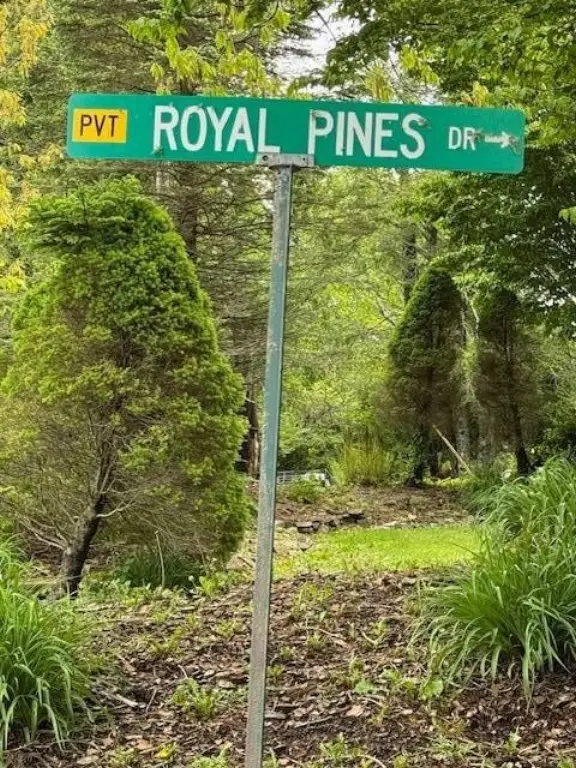 PVT ROYAL PINES DR →